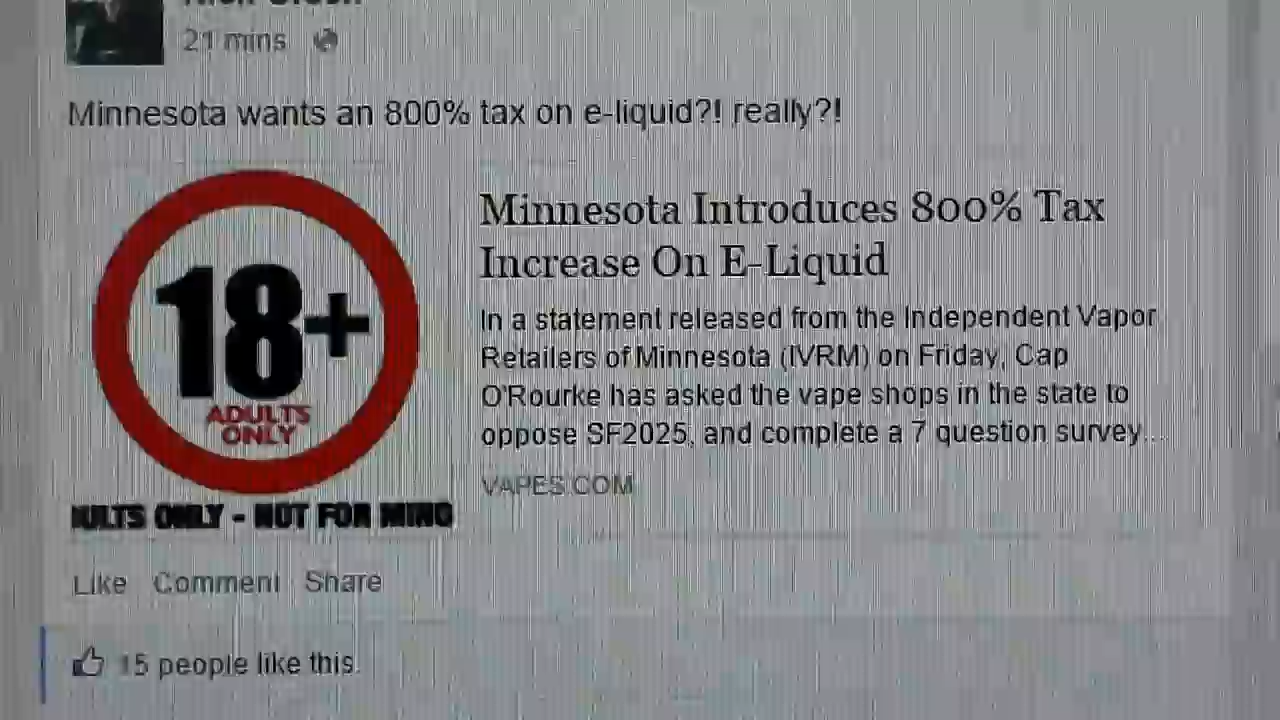 21 mins
Minnesota wants an 800% tax on e-liquid?! really?!
18+
ADULTS
ONLY
ONLY - NOT FOR
Minnesota Introduces 800% Tax
Increase On E-Liquid
In a statement released from the Independent Vapor
Retailers of Minnesota (IVRM) on Friday, Cap
O'Rourke has asked the vape shops in the state to
oppose SF2025, and complete a 7 question survey...
VAPES.COM
Like Comment Share
15 people like this.